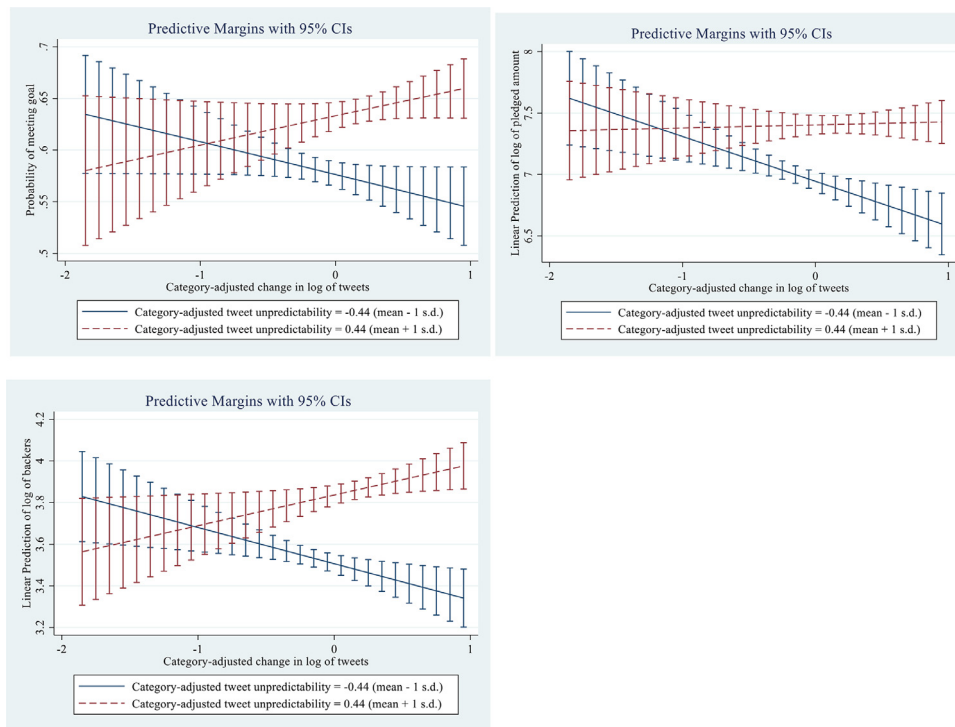 Predictive Margins with 95% CIs
Probability of meeting goal
.7
.65
.6
.55
.5
-2
-1
0
1
Category-adjusted change in log of tweets
Category-adjusted tweet unpredictability = -0.44 (mean - 1 s.d.)
Category-adjusted tweet unpredictability = 0.44 (mean + 1 s.d.)
Predictive Margins with 95% CIs
Linear Prediction of log of pledged amount
8
7.5
7
6.5
-2
-1
0
1
Category-adjusted change in log of tweets
Category-adjusted tweet unpredictability = -0.44 (mean - 1 s.d.)
Category-adjusted tweet unpredictability = 0.44 (mean + 1 s.d.)
Predictive Margins with 95% CIs
Linear Prediction of log of backers
4.2
4
3.8
3.6
3.4
3.2
-2
-1
0
1
Category-adjusted change in log of tweets
Category-adjusted tweet unpredictability = -0.44 (mean - 1 s.d.)
Category-adjusted tweet unpredictability = 0.44 (mean + 1 s.d.)